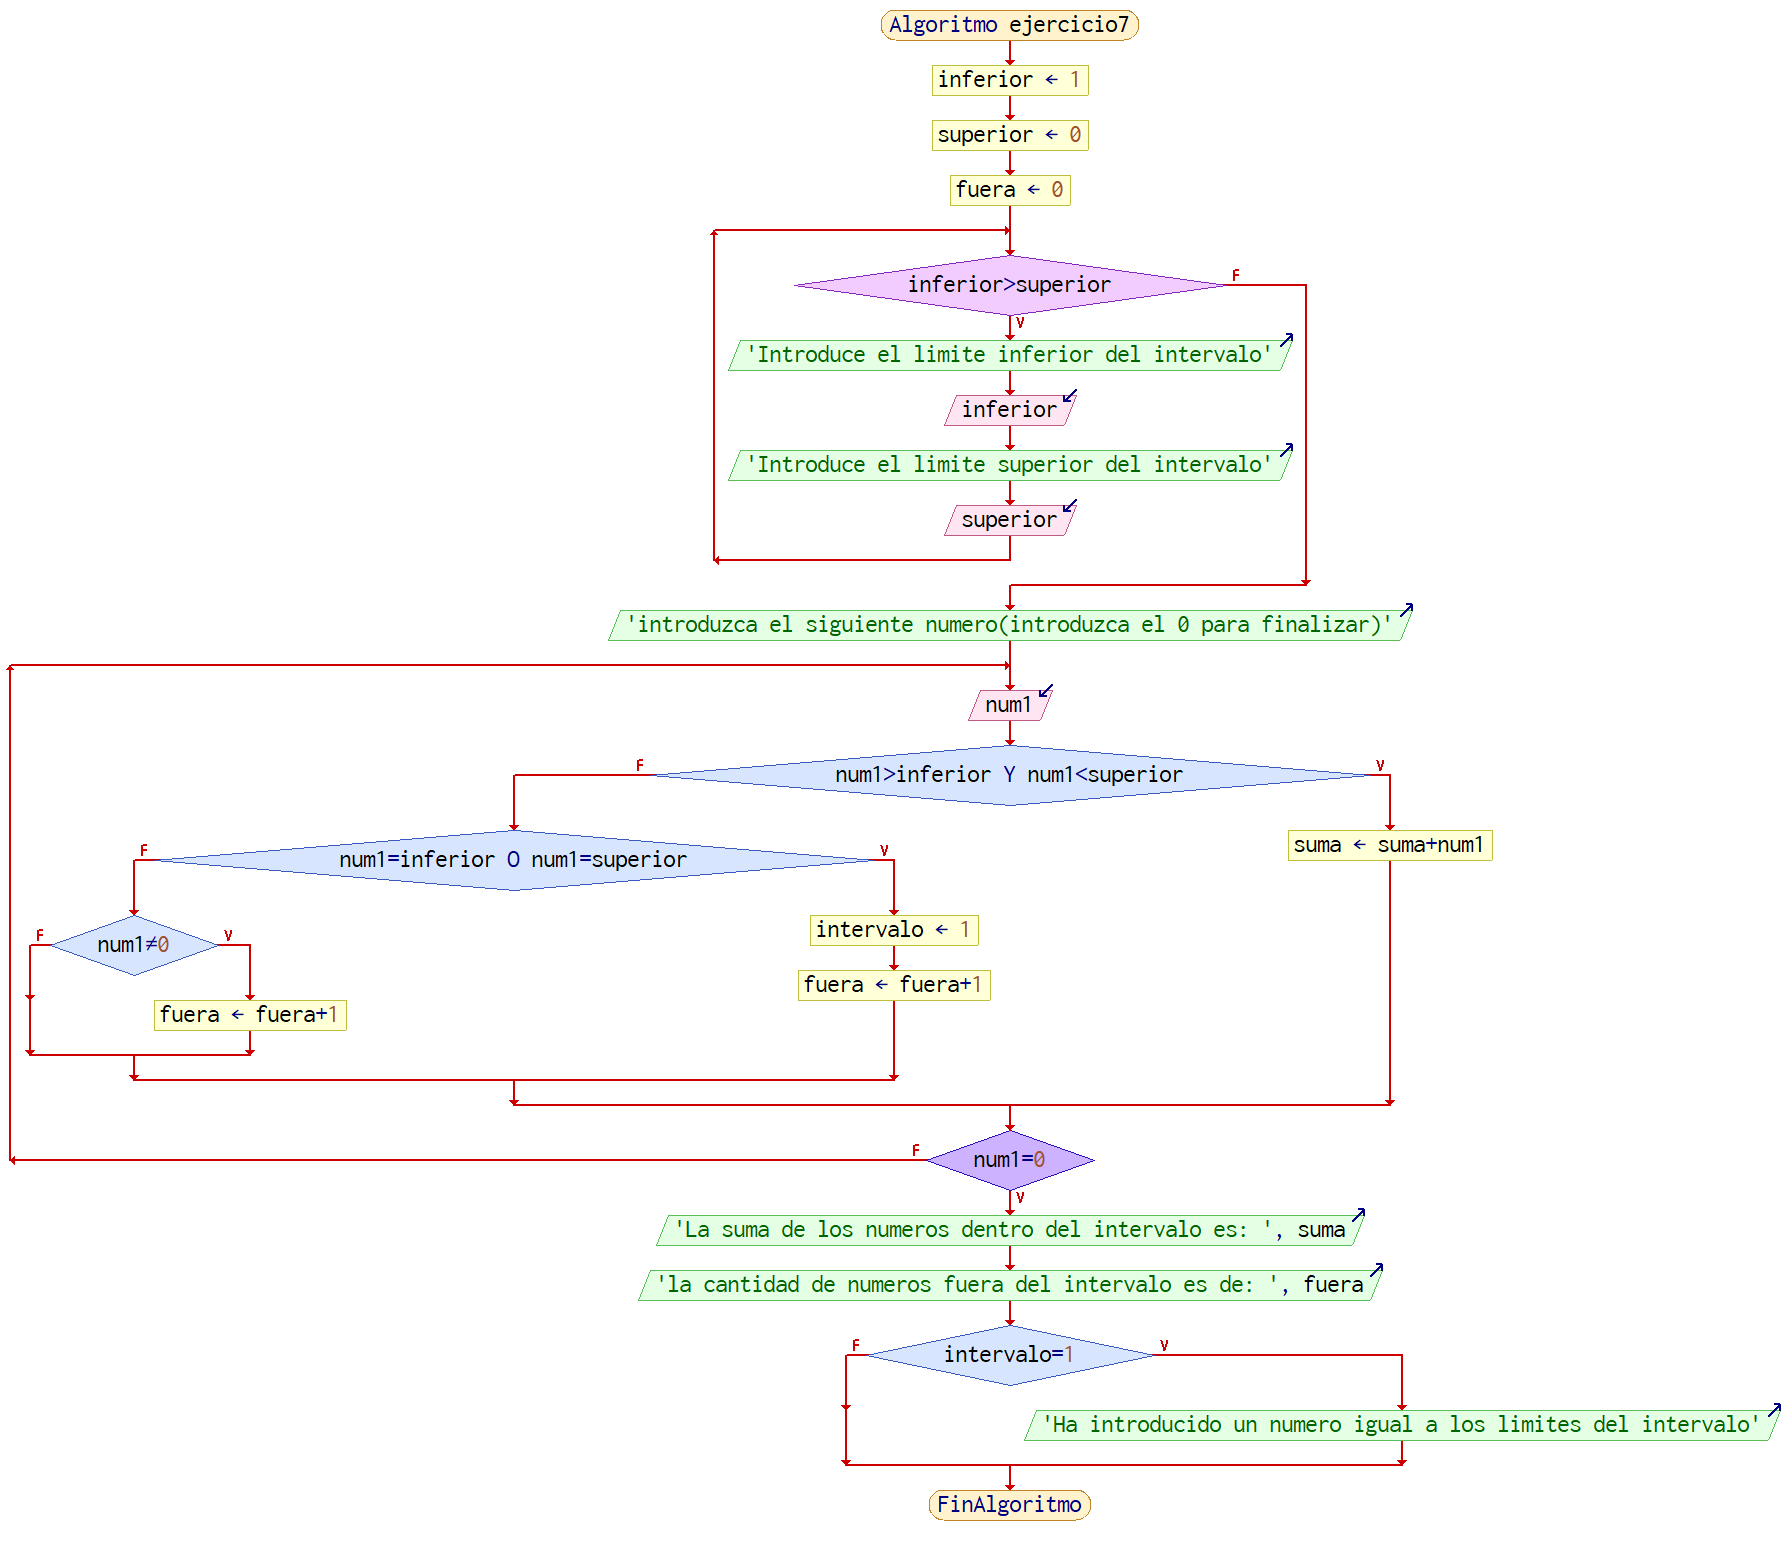 Algoritmo ejercicio7
inferior ← 1
superior ← 0
fuera ← 0
inferior>superior
F
V
'Introduce el limite inferior del intervalo'
inferior
'Introduce el limite superior del intervalo'
superior
'introduzca el siguiente numero(introduzca el 0 para finalizar)'
num1
F
num1>inferior Y num1<superior
V
F
num1=inferior O num1=superior
V
suma ← suma+num1
F
num1≠0
V
intervalo ← 1
fuera ← fuera+1
fuera ← fuera+1
F
num1=0
V
'La suma de los numeros dentro del intervalo es: ', suma
'la cantidad de numeros fuera del intervalo es de: ', fuera
F
intervalo=1
V
'Ha introducido un numero igual a los limites del intervalo'
FinAlgoritmo